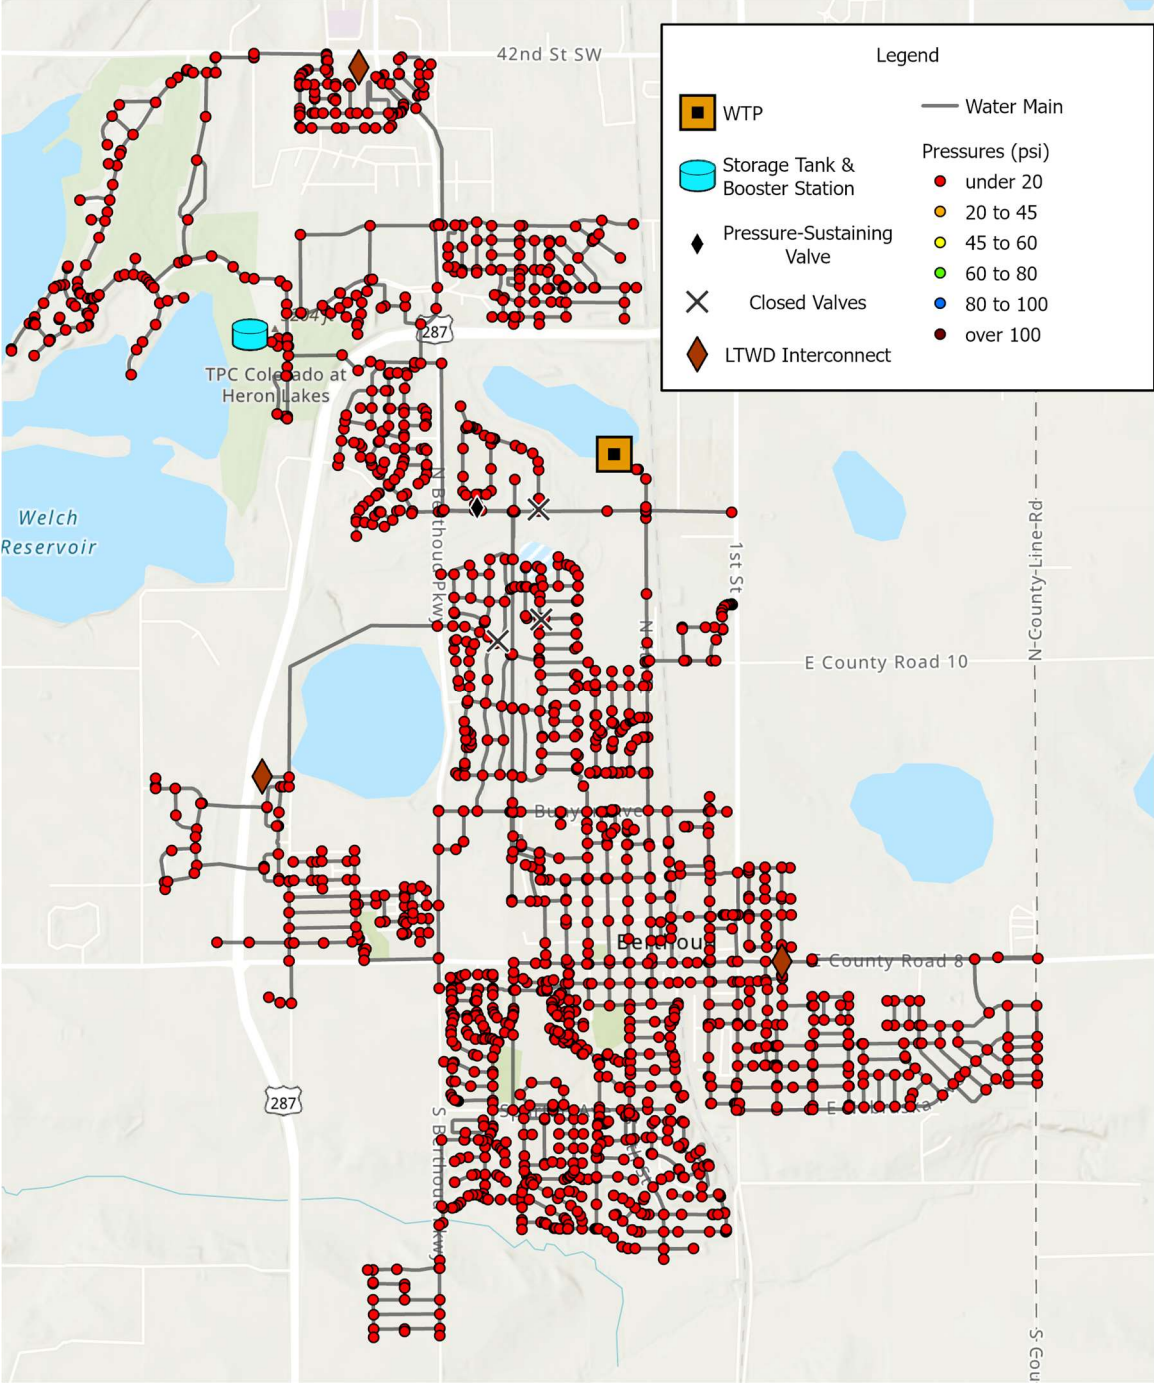 42nd St SW
Legend
WTP
Water Main
Storage Tank &
Booster Station
Pressures (psi)
under 20
20 to 45
Pressure-Sustaining
Valve
45 to 60
60 to 80
Closed Valves
80 to 100
LTWD Interconnect
over 100
287
TPC Colorado at
Heron Lakes
N Berthoud Pkwy
Welch
Reservoir
1st St
N-County-Line-Rd
E County Road 10
Berthoud
E County Road 8
287
S Berthoud Pkwy